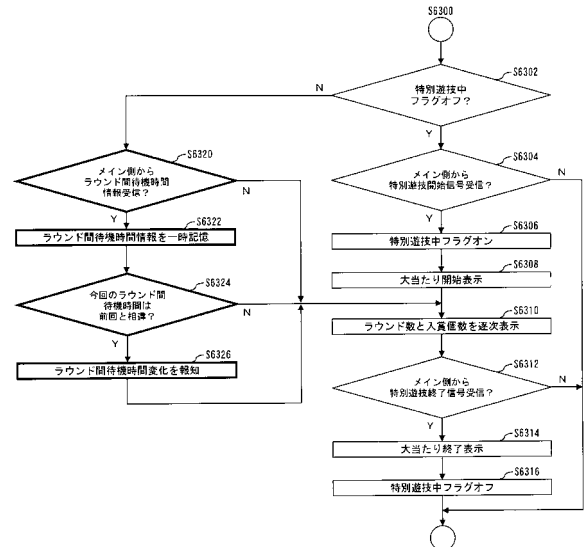 S6300
S6302
特別遊技中
フラグオフ？
N
Y
S6320
メイン側から
ラウンド間待機時間
情報受信？
N
Y
S6304
メイン側から
特別遊技開始信号受信？
N
Y
S6322
ラウンド間待機時間情報を一時記憶
S6306
特別遊技中フラグオン
S6308
大当たり開始表示
S6324
今回のラウンド間
待機時間は
前回と相違？
N
Y
S6310
ラウンド数と入賞個数を逐次表示
S6326
ラウンド間待機時間変化を報知
S6312
メイン側から
特別遊技終了信号受信？
N
Y
S6314
大当たり終了表示
S6316
特別遊技中フラグオフ